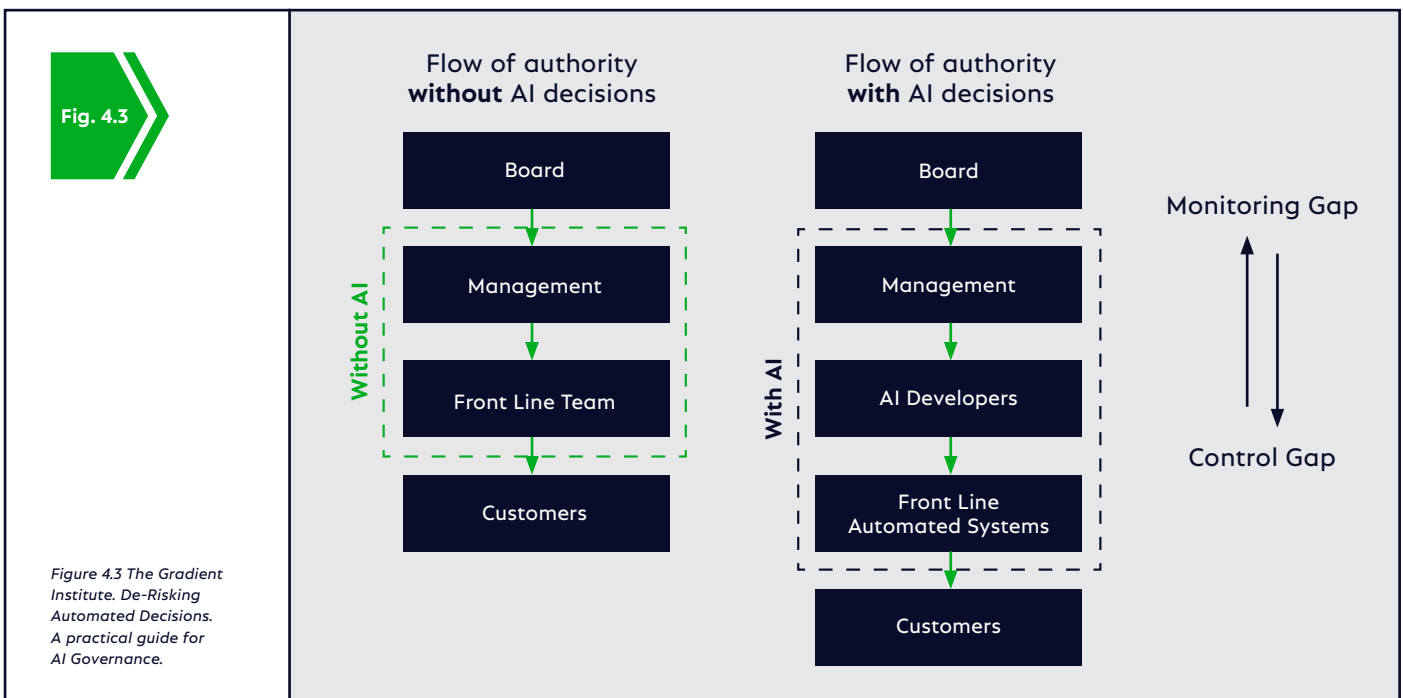 Fig. 4.3
Figure 4.3 The Gradient
Institute. De-Risking
Automated Decisions.
A practical guide for
AI Governance.
Flow of authority
without AI decisions
Board
Without AI
Management
Front Line Team
Customers
Flow of authority
with AI decisions
Board
With AI
Management
AI Developers
Front Line
Automated Systems
Customers
Monitoring Gap
Control Gap